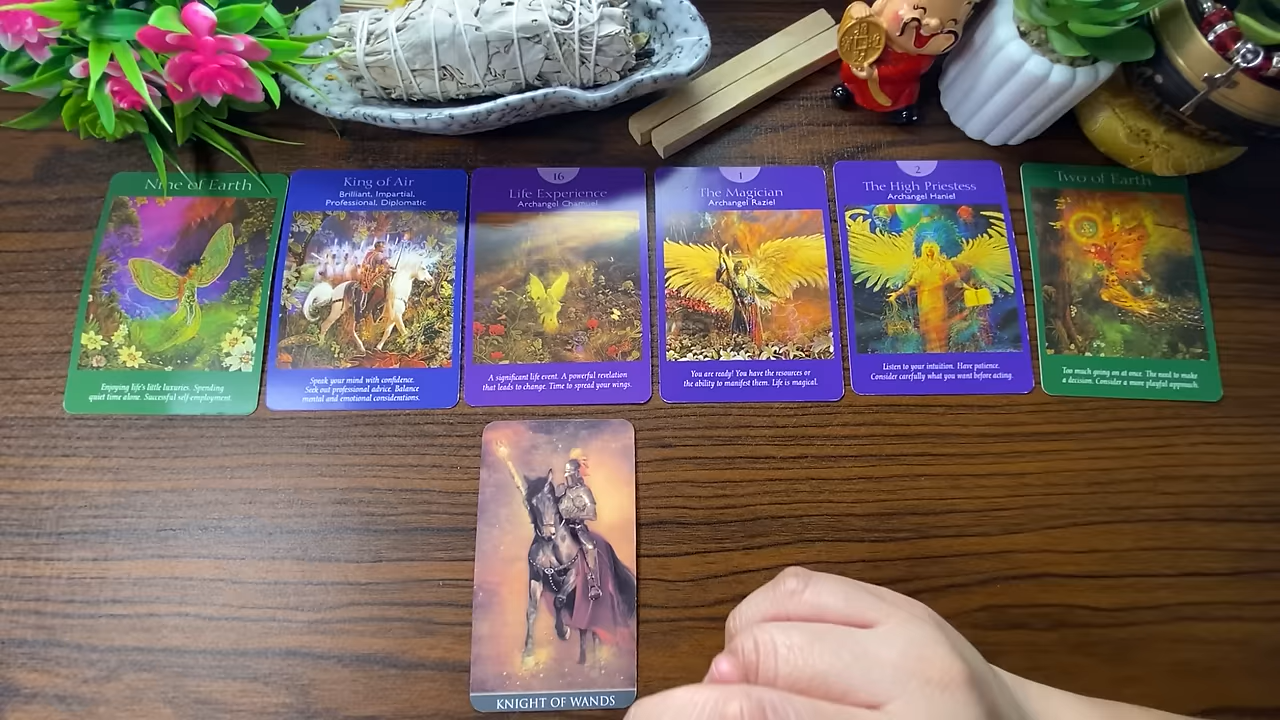 Nine of Earth
Enjoying life's little luxuries. Spending
quiet time alone. Successful self-employment.
King of Air
Brilliant, Impartial,
Professional, Diplomatic
Speak your mind with confidence.
Seek out professional advice. Balance
mental and emotional considerations.
16
Life Experience
Archangel Chamuel
A significant life event. A powerful revelation
that leads to change. Time to spread your wings.
1
The Magician
Archangel Raziel
You are ready! You have the resources or
the ability to manifest them. Life is magical.
2
The High Priestess
Archangel Haniel
Listen to your intuition. Have patience.
Consider carefully what you want before acting.
Two of Earth
Too much going on at once. The need to make
a decision. Consider a more playful approach.
KNIGHT OF WANDS